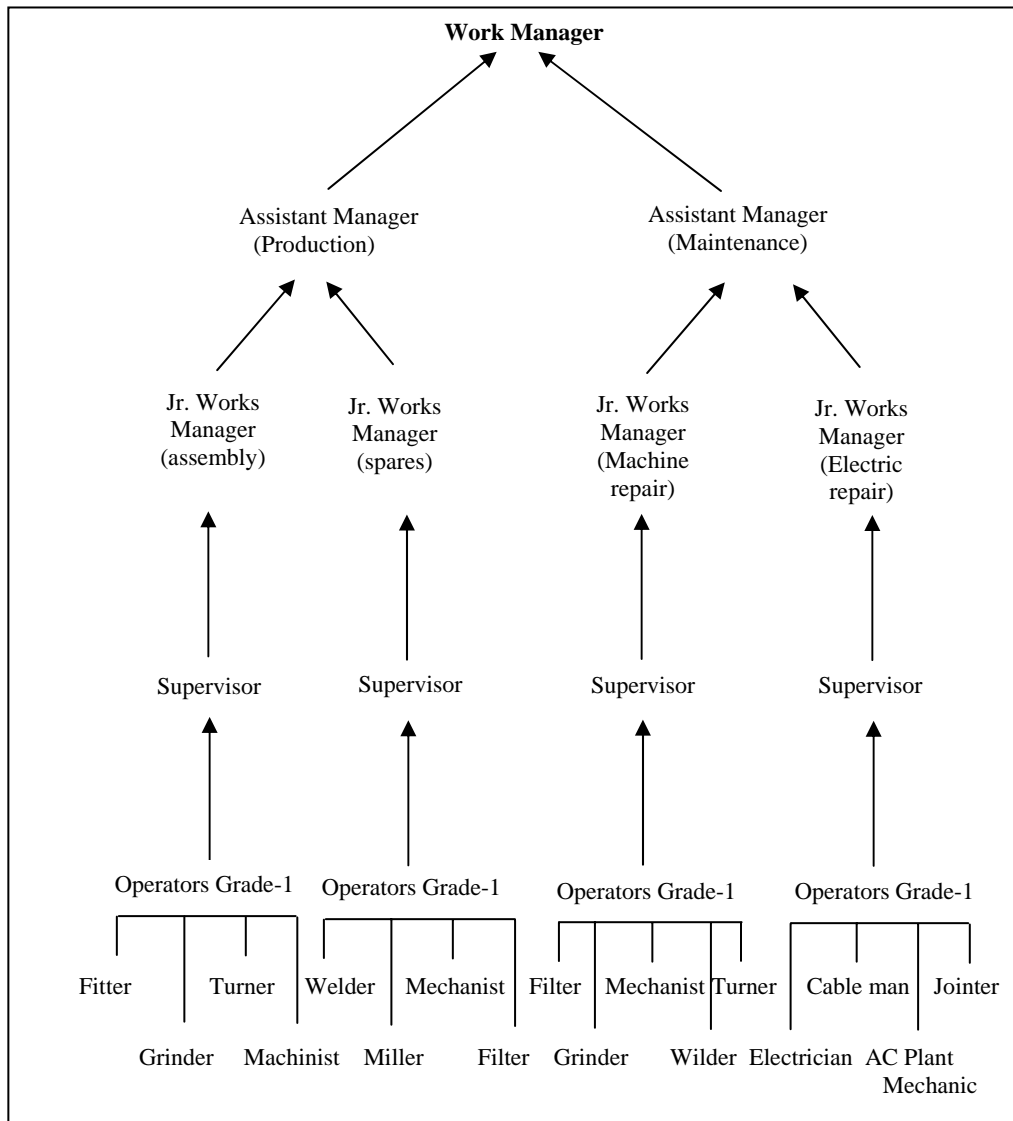 Work Manager
Assistant Manager
(Production)
Assistant Manager
(Maintenance)
Jr. Works
Manager
(assembly)
Jr. Works
Manager
(spares)
Jr. Works
Manager
(Machine
repair)
Jr. Works
Manager
(Electric
repair)
Supervisor
Supervisor
Supervisor
Supervisor
Operators Grade-1
Operators Grade-1
Operators Grade-1
Operators Grade-1
Fitter
Turner
Welder
Mechanist
Filter
Mechanist
Turner
Cable man
Jointer
Grinder
Machinist
Miller
Filter
Grinder
Wilder
Electrician
AC Plant
Mechanic